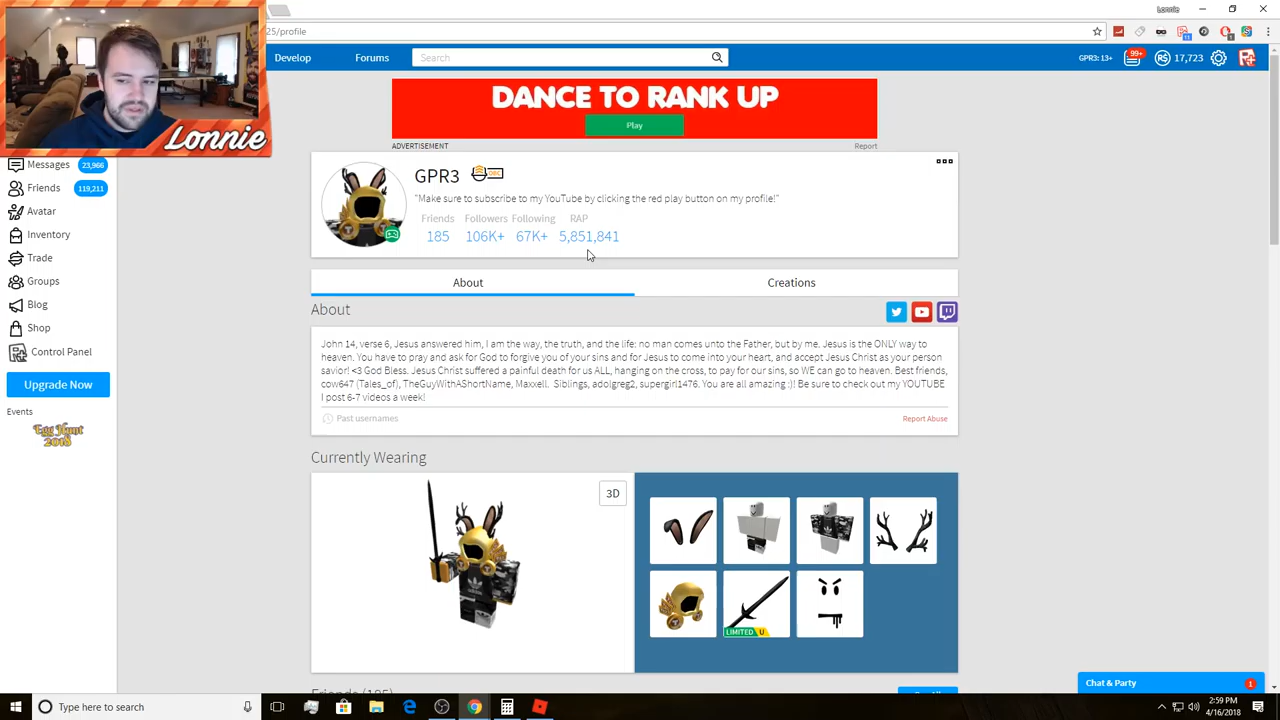 Lonnie
25/profile
Develop
Forums
Search
GPR3: 13+
99+
17,723
Lonnie
DANCE TO RANK UP
Play
ADVERTISEMENT
Report
Messages
23,966
Friends
119,211
Avatar
Inventory
Trade
Groups
Blog
Shop
Control Panel
Upgrade Now
Events
Egg Hunt
2018
GPR3
OBC
"Make sure to subscribe to my YouTube by clicking the red play button on my profile!"
Friends Followers Following RAP
185 106K+ 67K+ 5,851,841
About
Creations
About
John 14, verse 6, Jesus answered him, I am the way, the truth, and the life: no man comes unto the Father, but by me. Jesus is the ONLY way to
heaven. You have to pray and ask for God to forgive you of your sins and for Jesus to come into your heart, and accept Jesus Christ as your person
savior! <3 God Bless. Jesus Christ suffered a painful death for us ALL, hanging on the cross, to pay for our sins, so WE can go to heaven. Best friends,
cow647 (Tales_of), TheGuyWithAShortName, Maxxell. Siblings, adolgreg2, supergirl1476. You are all amazing :)! Be sure to check out my YOUTUBE
I post 6-7 videos a week!
Past usernames
Report Abuse
Currently Wearing
3D
LIMITED U
Friends (185)
Chat & Party
1
Type here to search
2:59 PM
4/16/2018